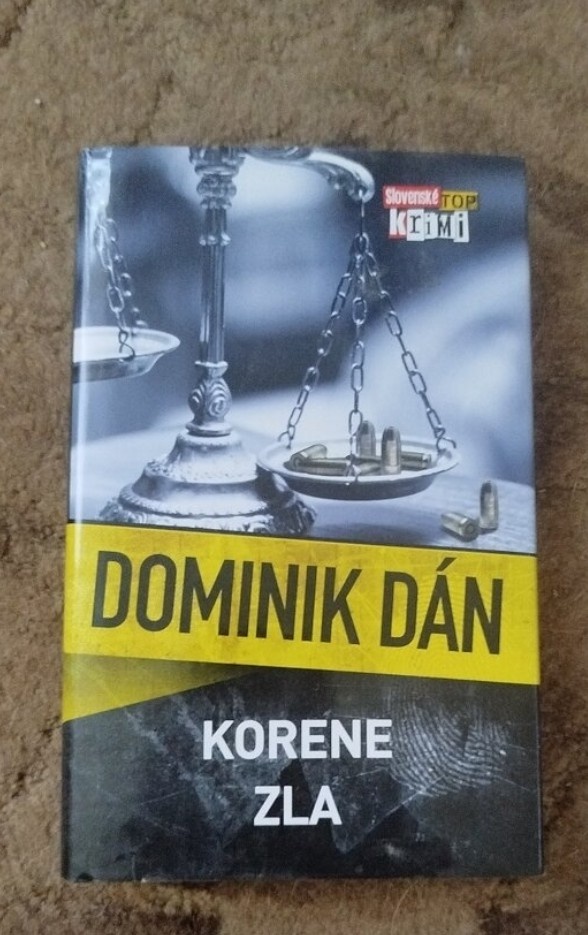 Slovenské TOP
Krimi
DOMINIK DÁN
KORENE
ZLA